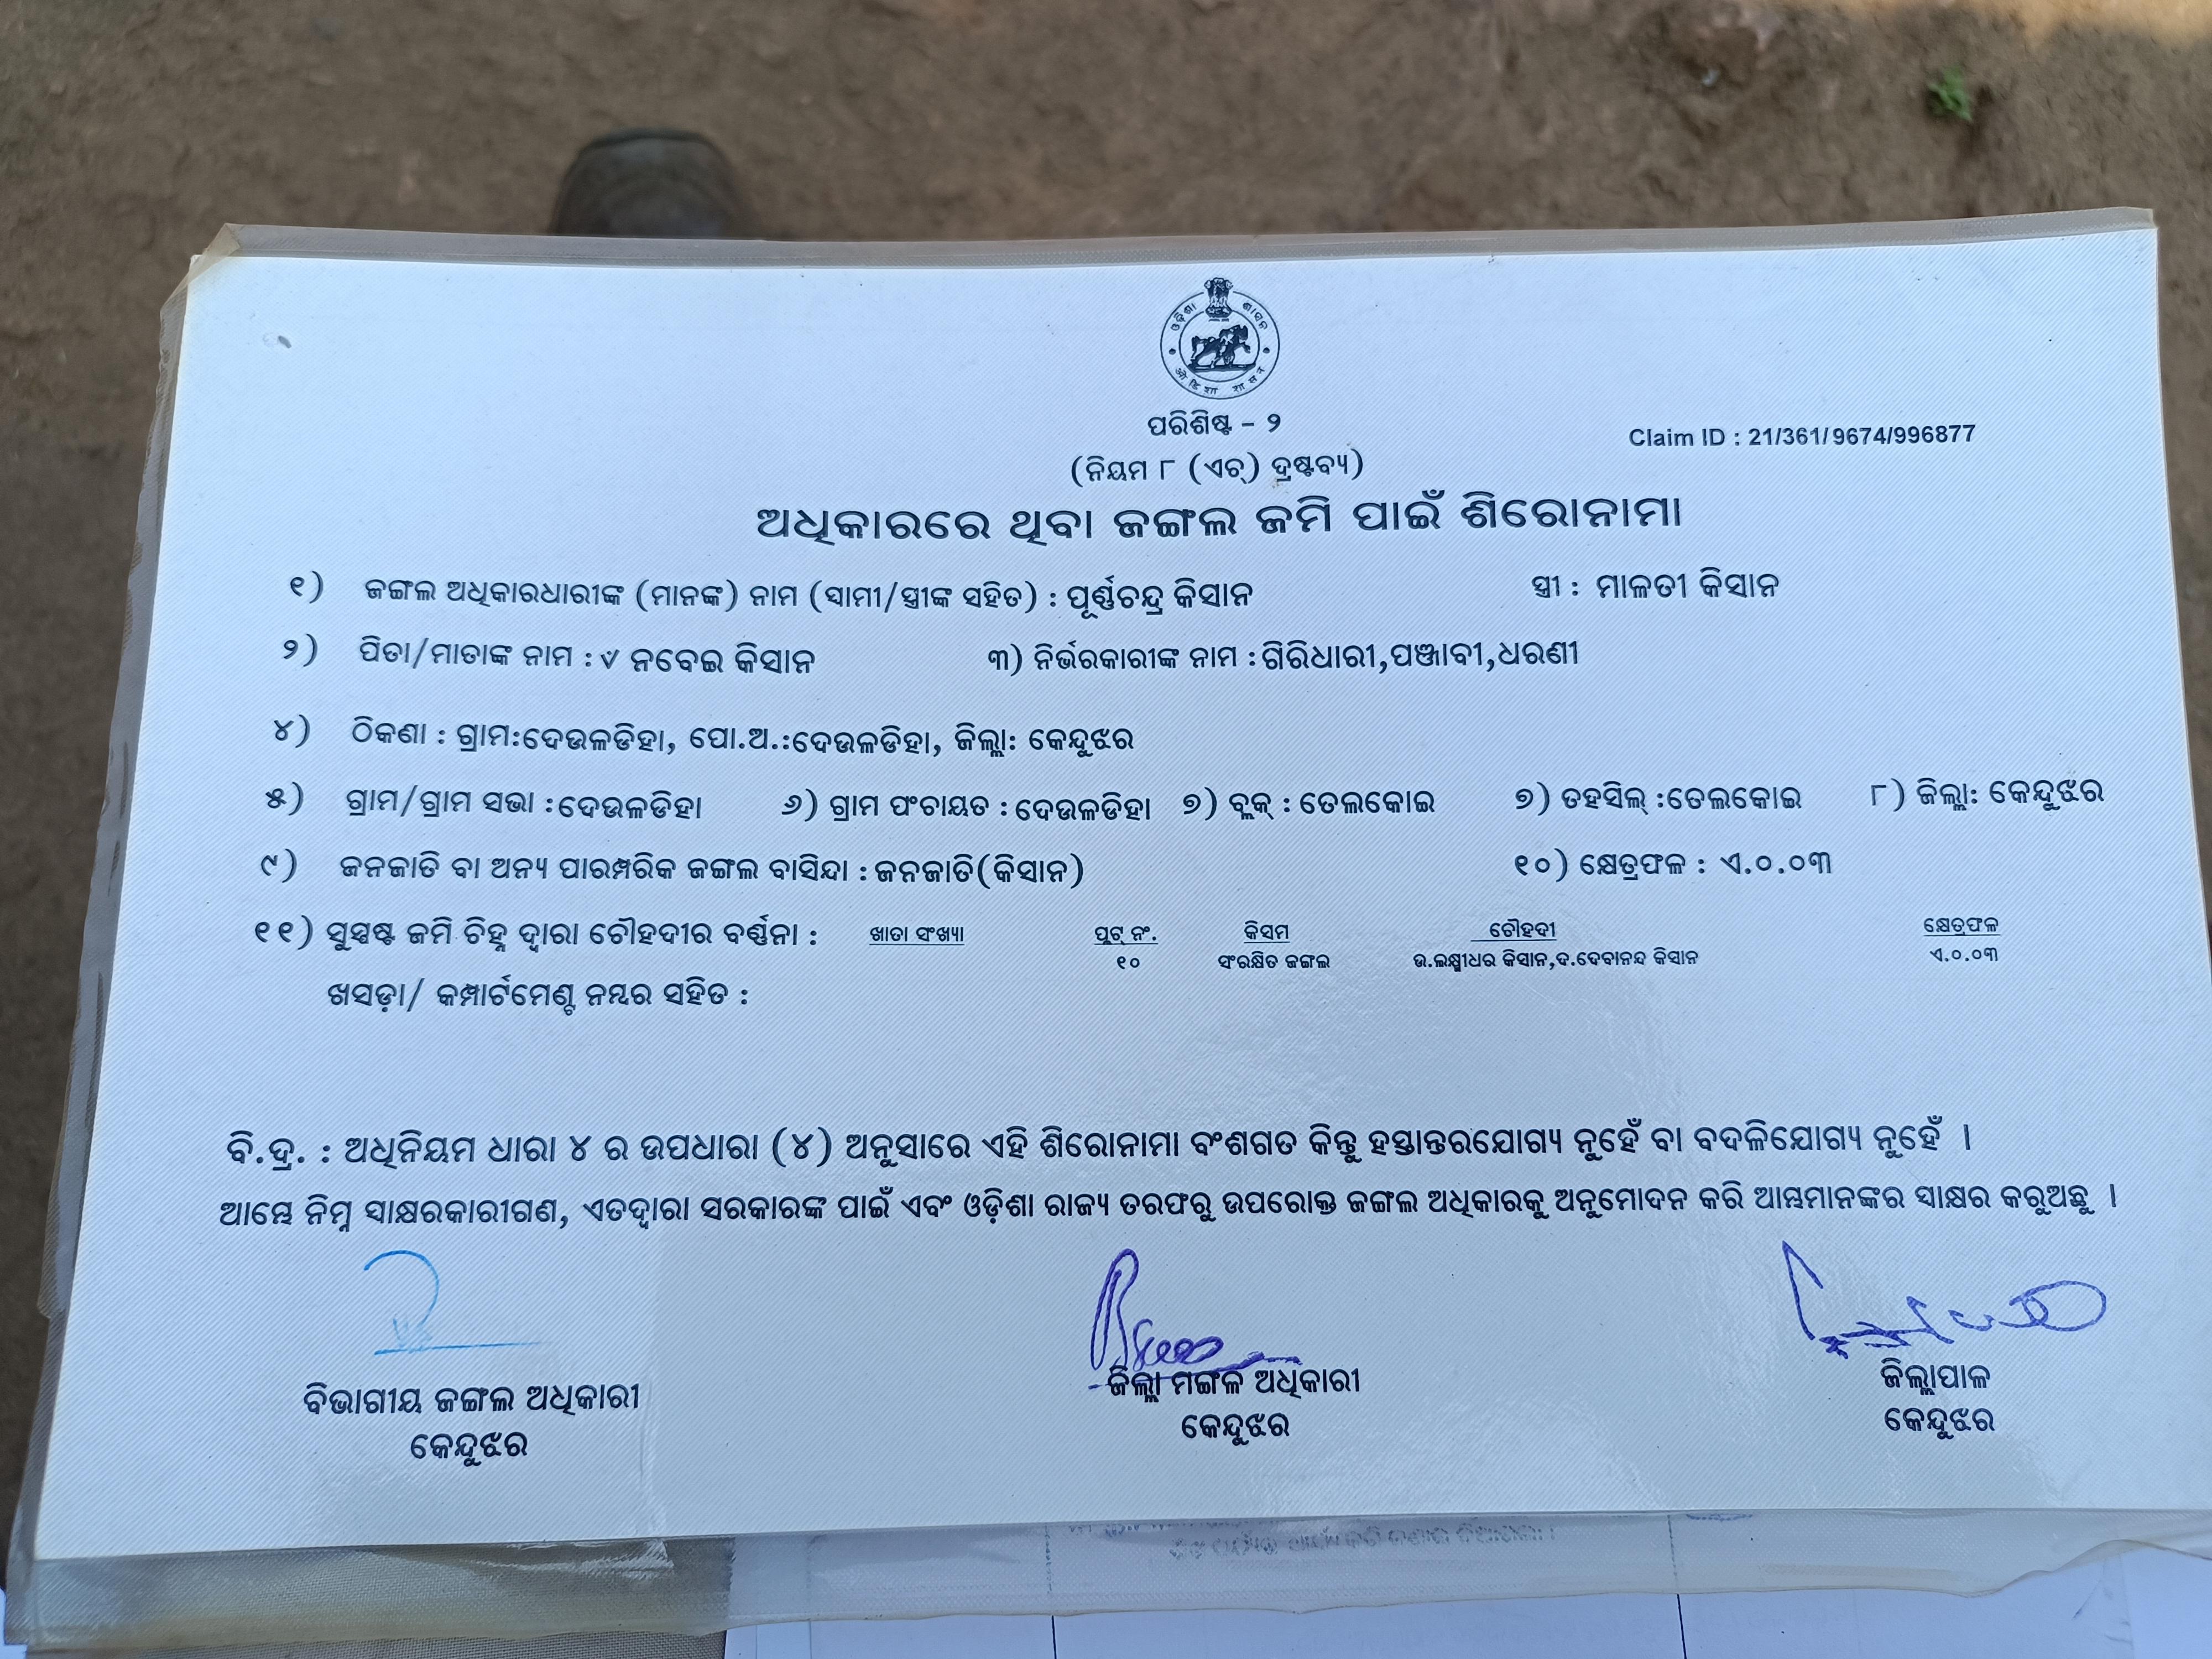 ଓଡ଼ିଶା ଶାସନ
ओडिशा शासन
ପରିଶିଷ୍ଟ - ୨
Claim ID : 21/361/9674/996877
(ନିୟମ ୮ (ଏଚ୍) ଦ୍ରଷ୍ଟବ୍ୟ)
ଅଧିକାରରେ ଥିବା ଜଙ୍ଗଲ ଜମି ପାଇଁ ଶିରୋନାମା
୧) ଜଙ୍ଗଲ ଅଧିକାରଧାରୀଙ୍କ (ମାନଙ୍କ) ନାମ (ସ୍ୱାମୀ/ସ୍ତ୍ରୀଙ୍କ ସହିତ) : ପୂର୍ଣ୍ଣଚନ୍ଦ୍ର କିସାନ ସ୍ତ୍ରୀ : ମାଳତୀ କିସାନ
୨) ପିତା/ମାତାଙ୍କ ନାମ : ୰ ନବେଇ କିସାନ ୩) ନିର୍ଭରକାରୀଙ୍କ ନାମ : ଗିରିଧାରୀ,ପଞ୍ଜାବୀ,ଧରଣୀ
୪) ଠିକଣା : ଗ୍ରାମ:ଦେଉଳଡିହା, ପୋ.ଅ.:ଦେଉଳଡିହା, ଜିଲ୍ଲା: କେନ୍ଦୁଝର
୫) ଗ୍ରାମ/ଗ୍ରାମ ସଭା : ଦେଉଳଡିହା ୬) ଗ୍ରାମ ପଂଚାୟତ : ଦେଉଳଡିହା ୭) ବ୍ଲକ୍ : ତେଲକୋଇ ୭) ତହସିଲ୍ :ତେଲକୋଇ ୮) ଜିଲ୍ଲା: କେନ୍ଦୁଝର
୯) ଜନଜାତି ବା ଅନ୍ୟ ପାରମ୍ପରିକ ଜଙ୍ଗଲ ବାସିନ୍ଦା : ଜନଜାତି(କିସାନ) ୧୦) କ୍ଷେତ୍ରଫଳ : ଏ.୦.୦୩
୧୧) ସୁସ୍ପଷ୍ଟ ଜମି ଚିହ୍ନ ଦ୍ୱାରା ଚୌହଦୀର ବର୍ଣ୍ଣନା : ଖାତା ସଂଖ୍ୟା ପ୍ଲଟ୍ ନଂ. କିସମ ଚୌହଦୀ କ୍ଷେତ୍ରଫଳ
୧୦ ସଂରକ୍ଷିତ ଜଙ୍ଗଲ ଉ.ଲକ୍ଷ୍ମୀଧର କିସାନ,ଦ.ଦେବାନନ୍ଦ କିସାନ ଏ.୦.୦୩
ଖସଡ଼ା/ କମ୍ପାର୍ଟମେଣ୍ଟ ନମ୍ବର ସହିତ :
ବି.ଦ୍ର. : ଅଧିନିୟମ ଧାରା ୪ ର ଉପଧାରା (୪) ଅନୁସାରେ ଏହି ଶିରୋନାମା ବଂଶଗତ କିନ୍ତୁ ହସ୍ତାନ୍ତରଯୋଗ୍ୟ ନୁହେଁ ବା ବଦଳିଯୋଗ୍ୟ ନୁହେଁ ।
ଆମ୍ଭେ ନିମ୍ନ ସାକ୍ଷରକାରୀଗଣ, ଏତଦ୍ୱାରା ସରକାରଙ୍କ ପାଇଁ ଏବଂ ଓଡ଼ିଶା ରାଜ୍ୟ ତରଫରୁ ଉପରୋକ୍ତ ଜଙ୍ଗଲ ଅଧିକାରକୁ ଅନୁମୋଦନ କରି ଆମ୍ଭମାନଙ୍କର ସ୍ୱାକ୍ଷର କରୁଅଛୁ ।
ବିଭାଗୀୟ ଜଙ୍ଗଲ ଅଧିକାରୀ ଜିଲ୍ଲା ମଙ୍ଗଳ ଅଧିକାରୀ ଜିଲ୍ଲାପାଳ
କେନ୍ଦୁଝର କେନ୍ଦୁଝର କେନ୍ଦୁଝର